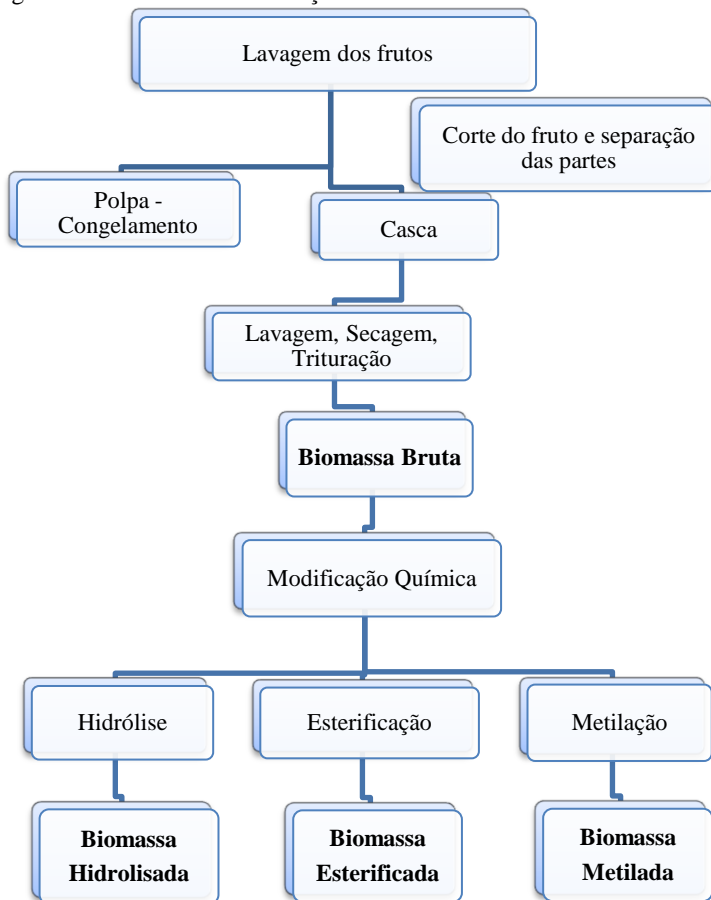 Lavagem dos frutos
Corte do fruto e separação
das partes
Polpa -
Congelamento
Casca
Lavagem, Secagem,
Trituração
Biomassa Bruta
Modificação Química
Hidrólise
Esterificação
Metilação
Biomassa
Hidrolisada
Biomassa
Esterificada
Biomassa
Metilada